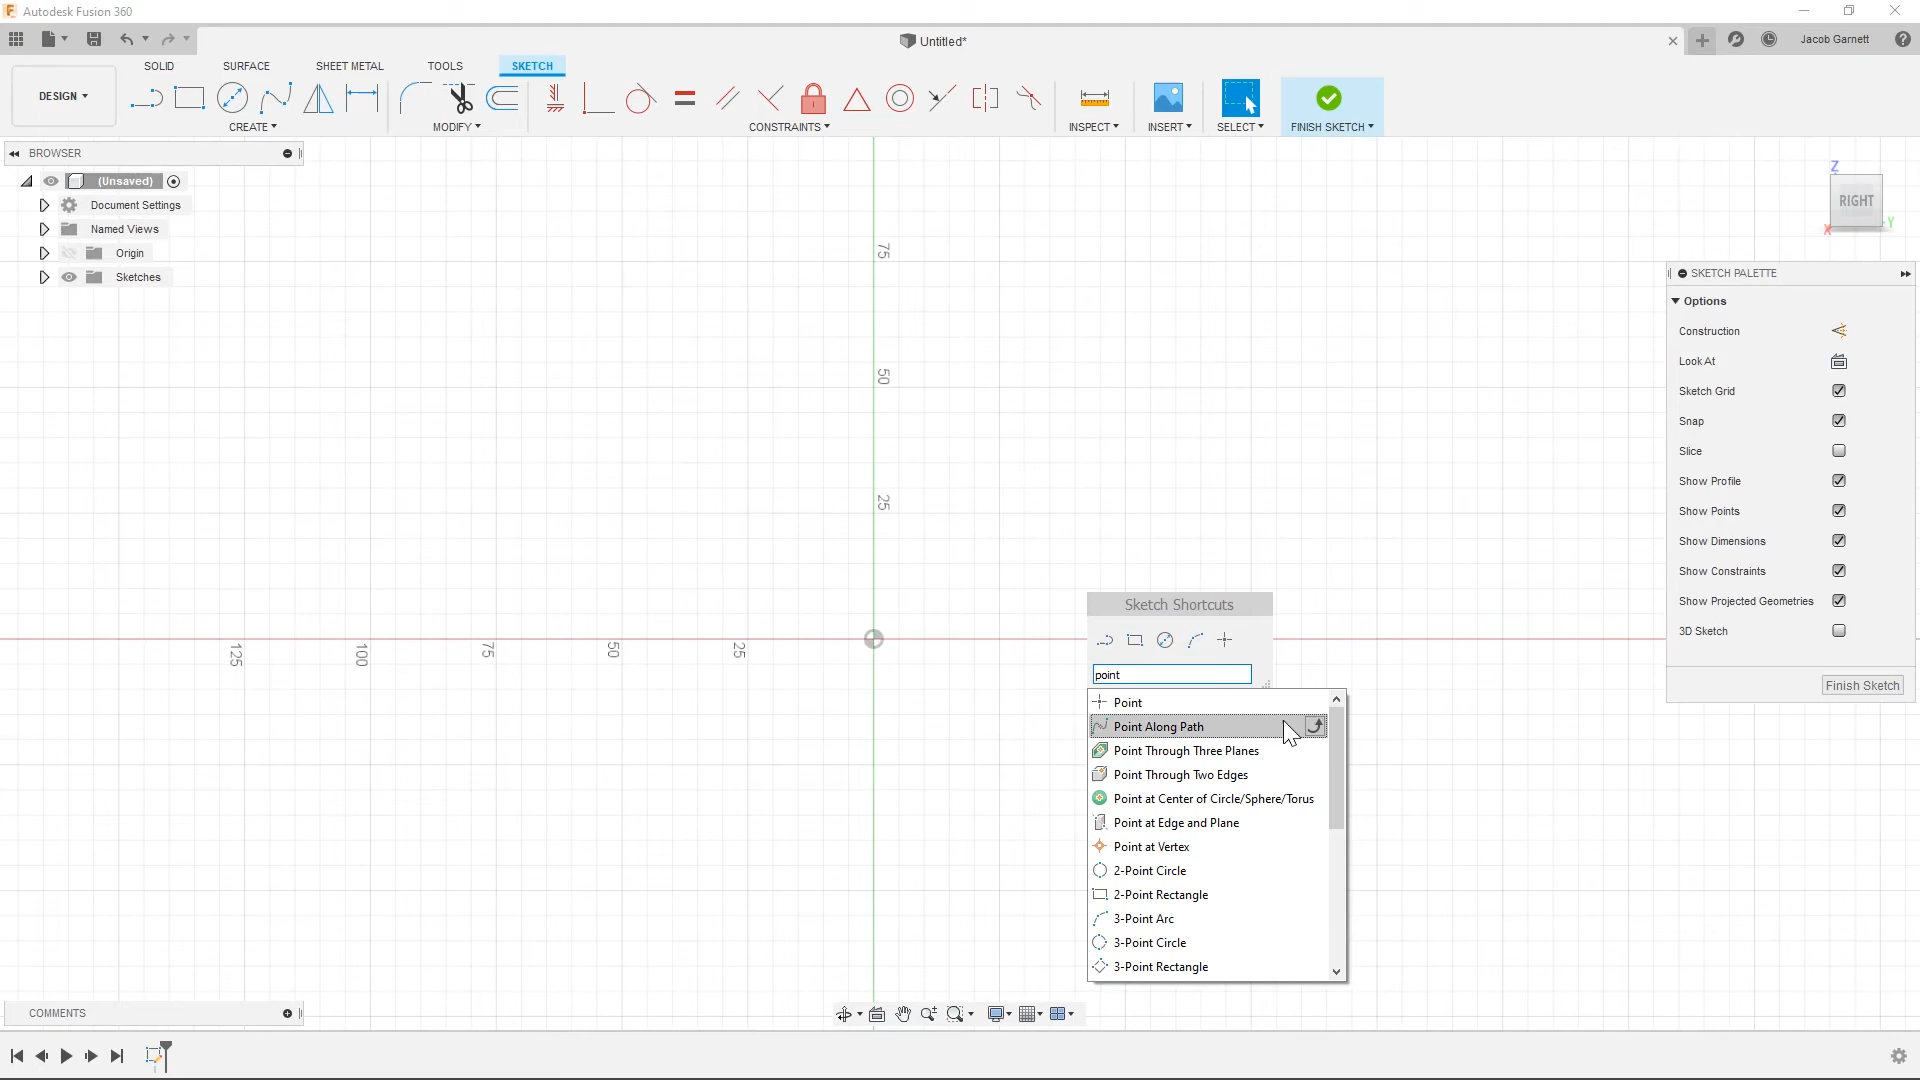 Autodesk Fusion 360
Untitled*
Jacob Garnett
SOLID
SURFACE
SHEET METAL
TOOLS
SKETCH
DESIGN
CREATE
MODIFY
CONSTRAINTS
INSPECT
INSERT
SELECT
FINISH SKETCH
BROWSER
(Unsaved)
Document Settings
Named Views
Origin
Sketches
Z
RIGHT
X
Y
75
50
25
125
100
75
50
25
SKETCH PALETTE
Options
Construction
Look At
Sketch Grid
Snap
Slice
Show Profile
Show Points
Show Dimensions
Show Constraints
Show Projected Geometries
3D Sketch
Finish Sketch
Sketch Shortcuts
point
Point
Point Along Path
Point Through Three Planes
Point Through Two Edges
Point at Center of Circle/Sphere/Torus
Point at Edge and Plane
Point at Vertex
2-Point Circle
2-Point Rectangle
3-Point Arc
3-Point Circle
3-Point Rectangle
COMMENTS